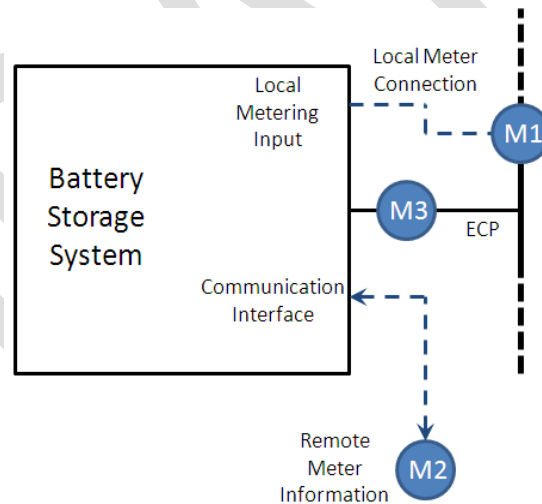 Local Meter
Connection
Local
Metering
Input
M1
Battery
Storage
System
M3
ECP
Communication
Interface
Remote
Meter
Information
M2